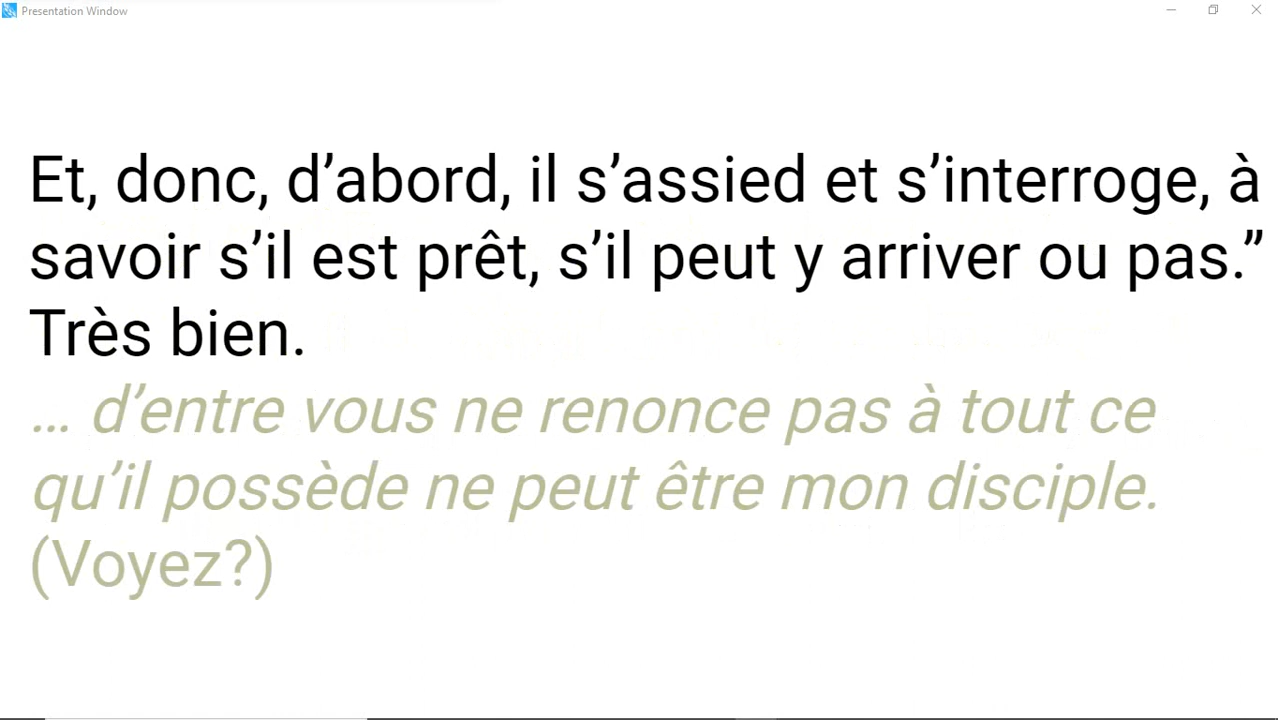 Presentation Window
Et, donc, d’abord, il s’assied et s’interroge, à
savoir s’il est prêt, s’il peut y arriver ou pas.”
Très bien.
… d’entre vous ne renonce pas à tout ce
qu’il possède ne peut être mon disciple.
(Voyez?)